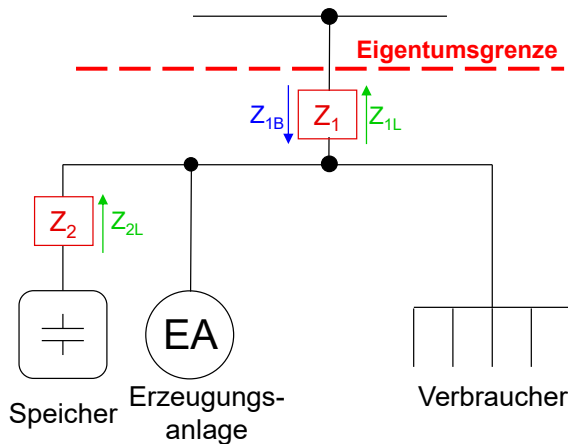 Eigentumsgrenze
Z1B
Z1
Z1L
Z2
Z2L
EA
Speicher
Erzeugungs-
anlage
Verbraucher